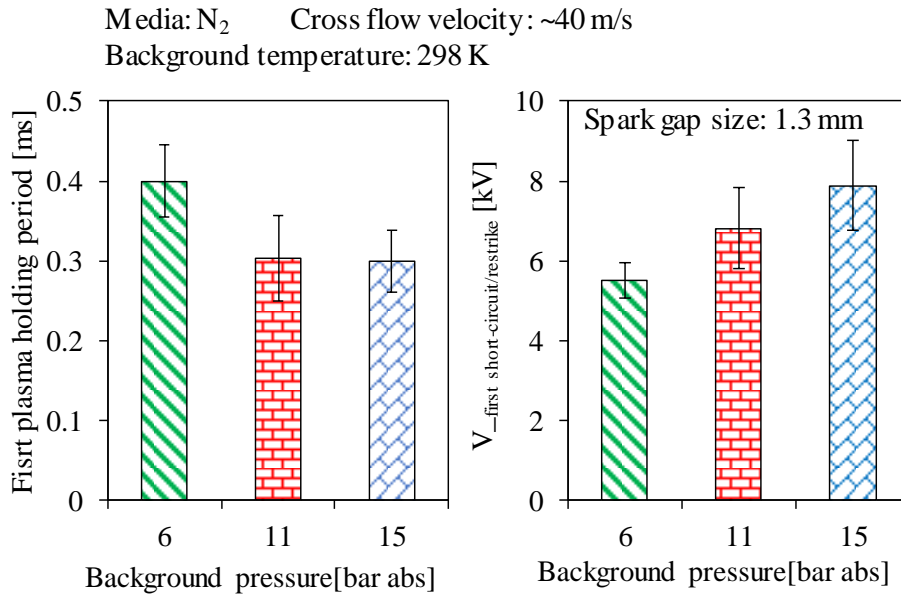 Media: N₂ Cross flow velocity: ~40 m/s
Background temperature: 298 K
Fisrt plasma holding period [ms]
0.5
0.4
0.3
0.2
0.1
0
6 11 15
Background pressure[bar abs]
V_first short-circuit/restrike [kV]
Spark gap size: 1.3 mm
10
8
6
4
2
0
6 11 15
Background pressure[bar abs]